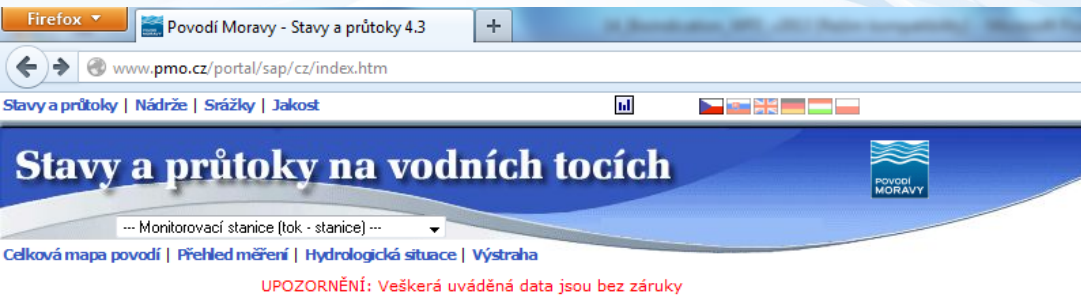 Firefox
Povodí Moravy - Stavy a průtoky 4.3
www.pmo.cz/portal/sap/cz/index.htm
Stavy a průtoky | Nádrže | Srážky | Jakost
Stavy a průtoky na vodních tocích
POVODÍ
MORAVY
--- Monitorovací stanice (tok - stanice) ---
Celková mapa povodí | Přehled měření | Hydrologická situace | Výstraha
UPOZORNĚNÍ: Veškerá uváděná data jsou bez záruky